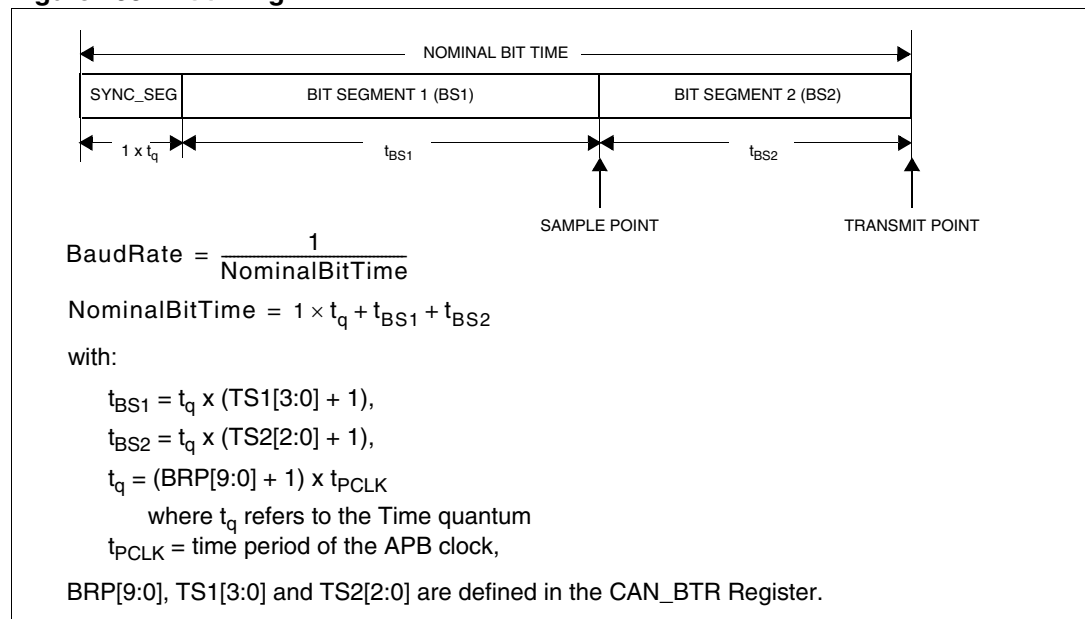 NOMINAL BIT TIME
SYNC_SEG BIT SEGMENT 1 (BS1) BIT SEGMENT 2 (BS2)
1 x tq tBS1 tBS2
SAMPLE POINT TRANSMIT POINT
BaudRate = 1 / NominalBitTime
NominalBitTime = 1 × tq + tBS1 + tBS2
with:
tBS1 = tq x (TS1[3:0] + 1),
tBS2 = tq x (TS2[2:0] + 1),
tq = (BRP[9:0] + 1) x tPCLK
where tq refers to the Time quantum
tPCLK = time period of the APB clock,
BRP[9:0], TS1[3:0] and TS2[2:0] are defined in the CAN_BTR Register.